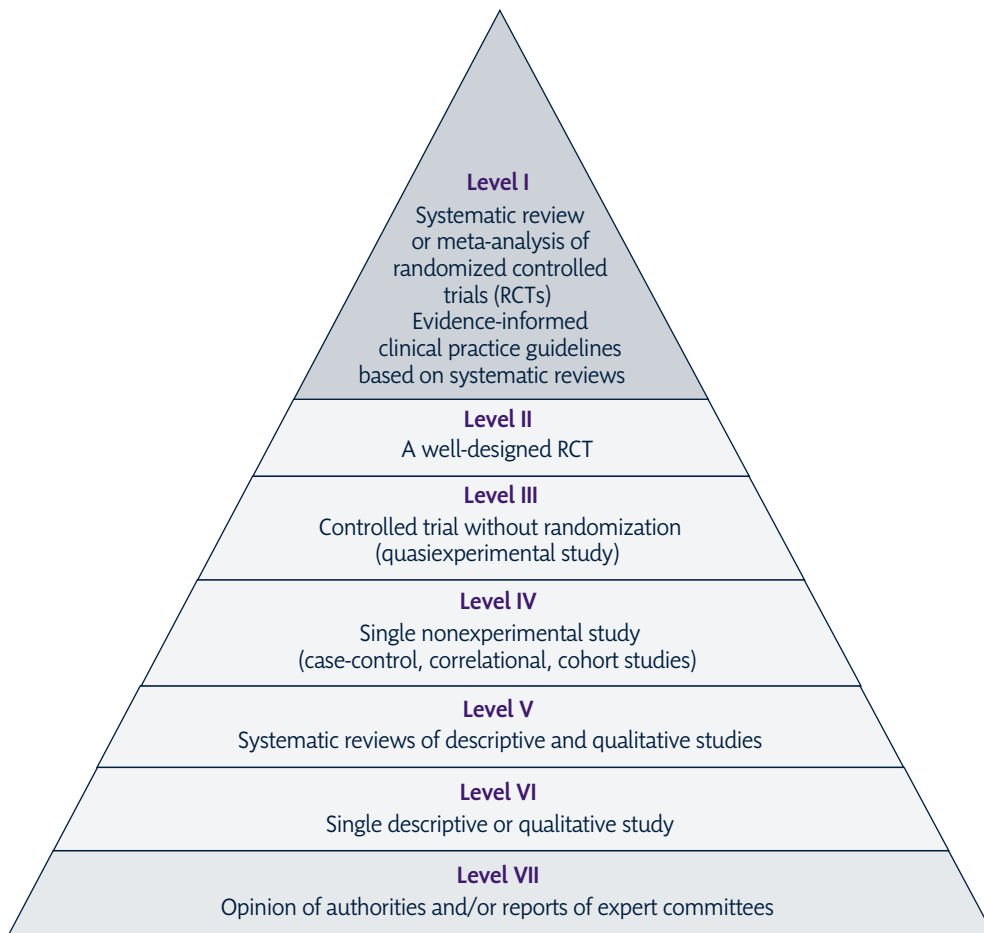 Level I
Systematic review
or meta-analysis of
randomized controlled
trials (RCTs)
Evidence-informed
clinical practice guidelines
based on systematic reviews
Level II
A well-designed RCT
Level III
Controlled trial without randomization
(quasiexperimental study)
Level IV
Single nonexperimental study
(case-control, correlational, cohort studies)
Level V
Systematic reviews of descriptive and qualitative studies
Level VI
Single descriptive or qualitative study
Level VII
Opinion of authorities and/or reports of expert committees